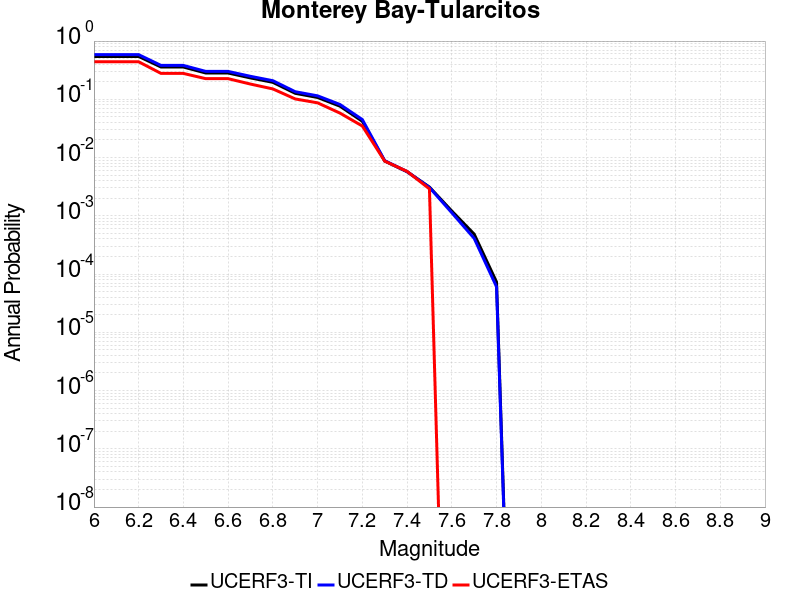 Monterey Bay-Tularcitos
10^0
10^-1
10^-2
10^-3
10^-4
10^-5
10^-6
10^-7
10^-8
Annual Probability
6 6.2 6.4 6.6 6.8 7 7.2 7.4 7.6 7.8 8 8.2 8.4 8.6 8.8 9
Magnitude
UCERF3-TI UCERF3-TD UCERF3-ETAS